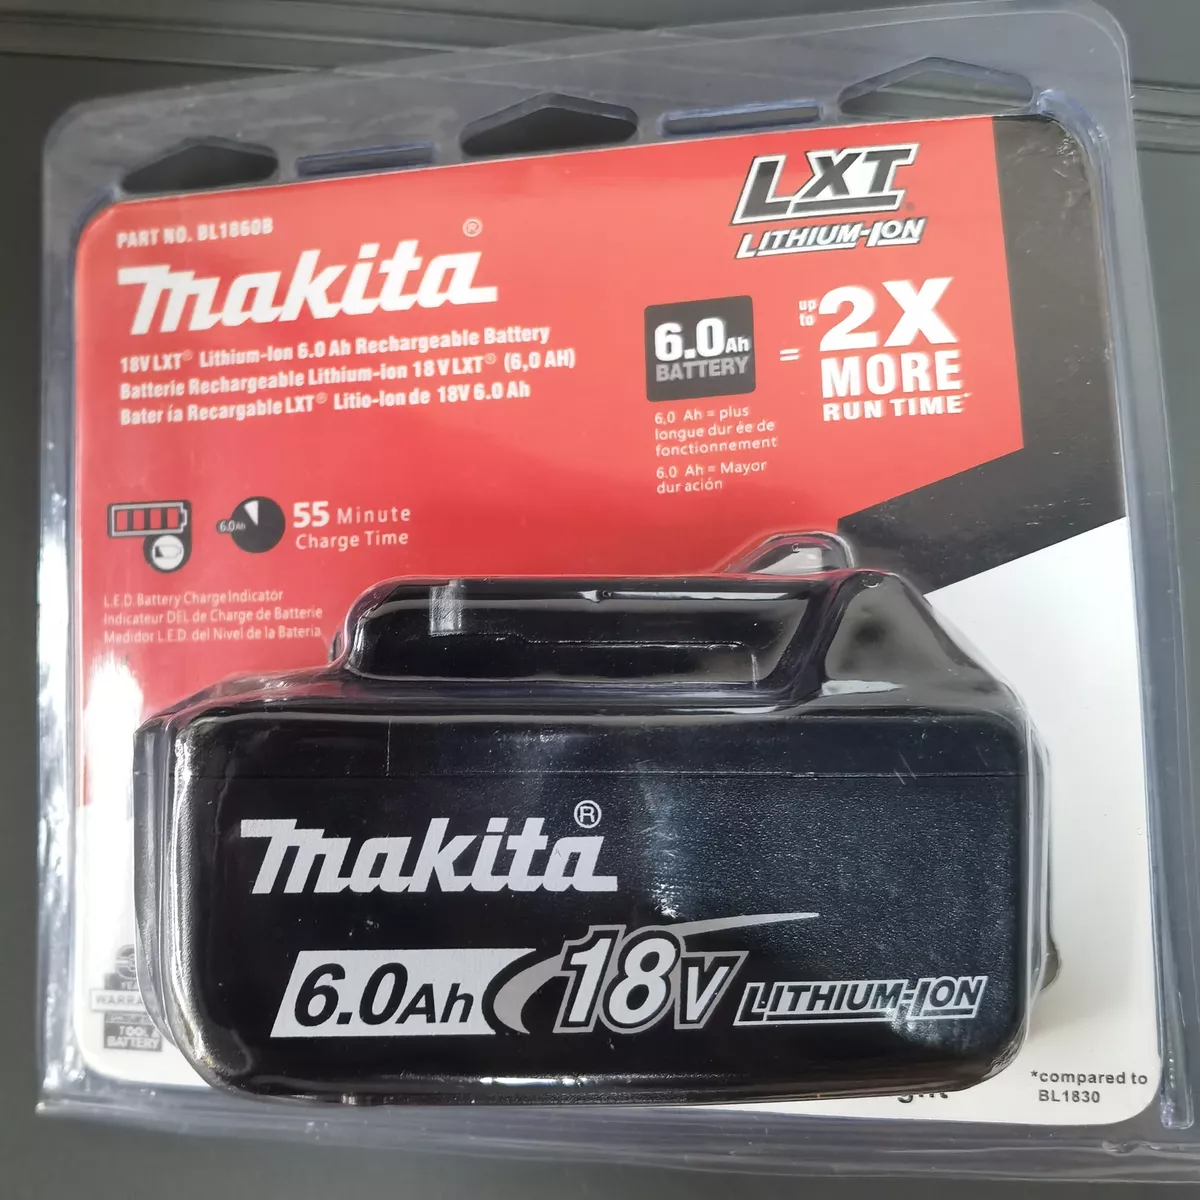 PART NO. BL1860B
makita®
18V LXT® Lithium-Ion 6.0 Ah Rechargeable Battery
Batterie Rechargeable Lithium-Ion 18 V LXT® (6,0 AH)
Bater ía Recargable LXT® Litio-Ion de 18V 6.0 Ah
LXT®
LITHIUM-ION
6.0Ah
BATTERY
=
up to 2X
MORE
RUN TIME*
6,0 Ah = plus
longue dur ée de
fonctionnement
6.0 Ah = Mayor
dur ación
6.0Ah
55 Minute
Charge Time
L.E.D. Battery Charge Indicator
Indicateur DEL de Charge de Batterie
Medidor L.E.D. del Nivel de la Bateria
makita®
6.0Ah 18V LITHIUM-ION
TOOL
BATTERY
*compared to
BL1830